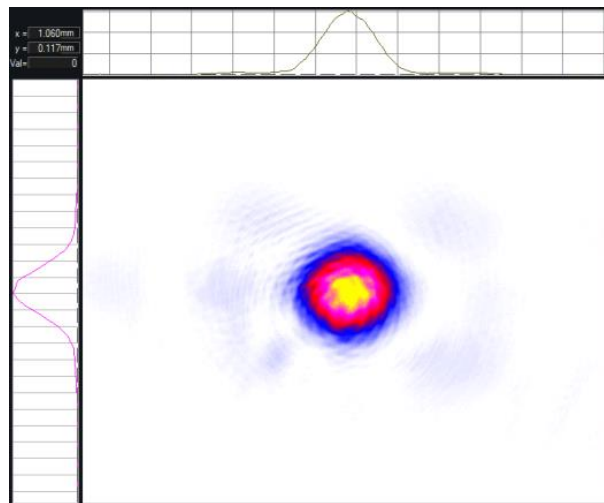 x = 1.060mm
y = 0.117mm
Val= 0